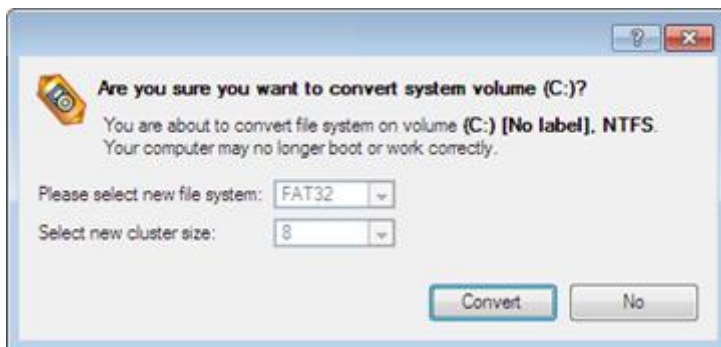 Are you sure you want to convert system volume (C:)?
You are about to convert file system on volume (C:) [No label], NTFS.
Your computer may no longer boot or work correctly.
Please select new file system: FAT32
Select new cluster size: 8
Convert No